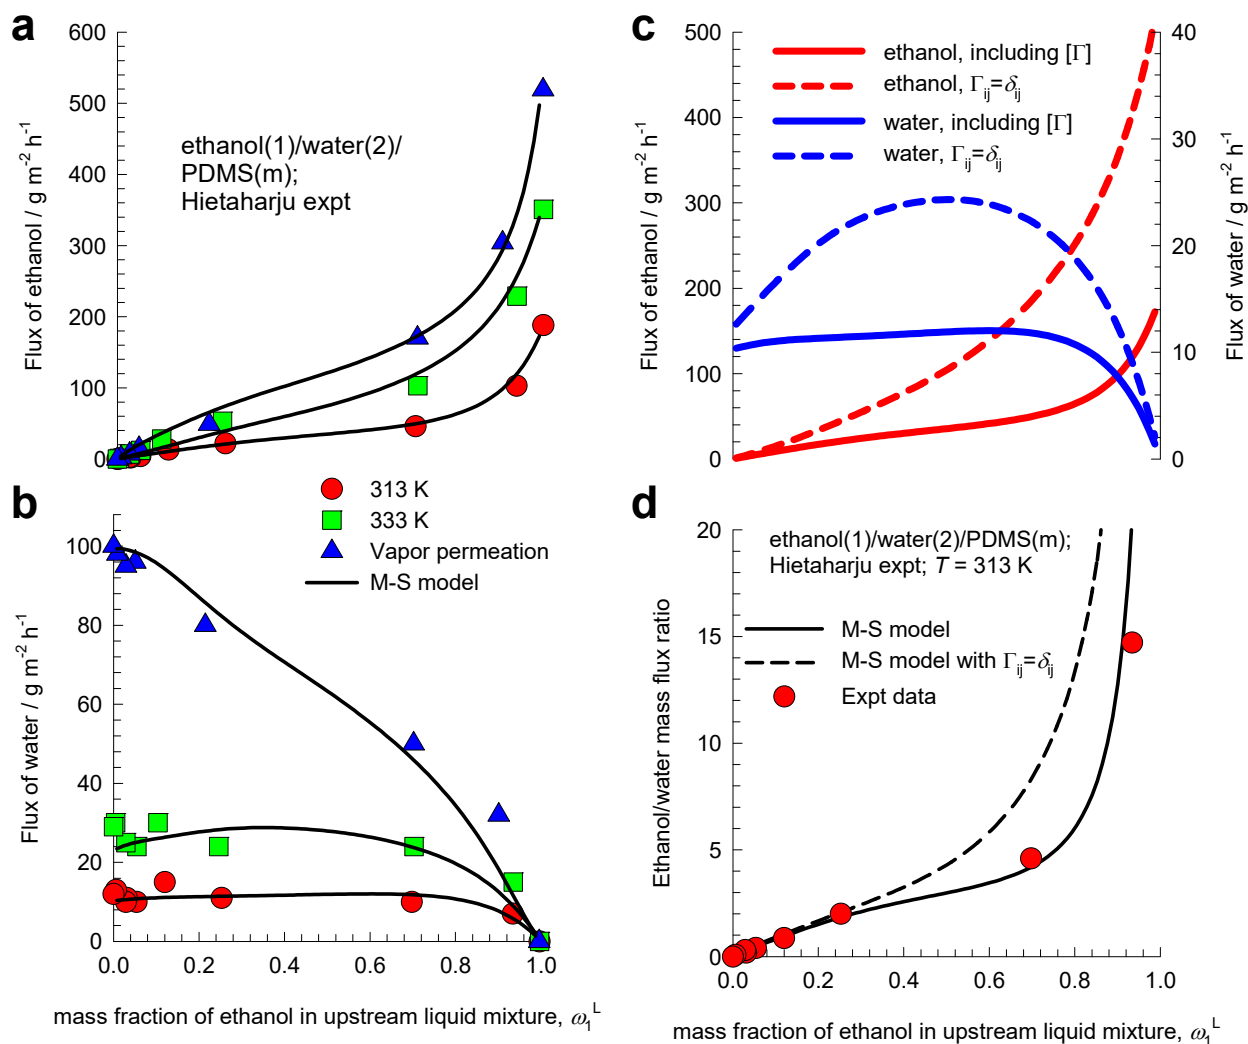 a
600
500
400
300
200
100
0
Flux of ethanol / g m⁻² h⁻¹
ethanol(1)/water(2)/
PDMS(m);
Hietaharju expt
313 K
333 K
Vapor permeation
M-S model
b
100
80
60
40
20
0
Flux of water / g m⁻² h⁻¹
0.0 0.2 0.4 0.6 0.8 1.0
mass fraction of ethanol in upstream liquid mixture, ω₁ᴸ
c
500
400
300
200
100
0
Flux of ethanol / g m⁻² h⁻¹
ethanol, including [Γ]
ethanol, Γᵢⱼ=δᵢⱼ
water, including [Γ]
water, Γᵢⱼ=δᵢⱼ
40
30
20
10
0
Flux of water / g m⁻² h⁻¹
d
20
15
10
5
0
Ethanol/water mass flux ratio
ethanol(1)/water(2)/PDMS(m);
Hietaharju expt; T = 313 K
M-S model
M-S model with Γᵢⱼ=δᵢⱼ
Expt data
0.0 0.2 0.4 0.6 0.8 1.0
mass fraction of ethanol in upstream liquid mixture, ω₁ᴸ